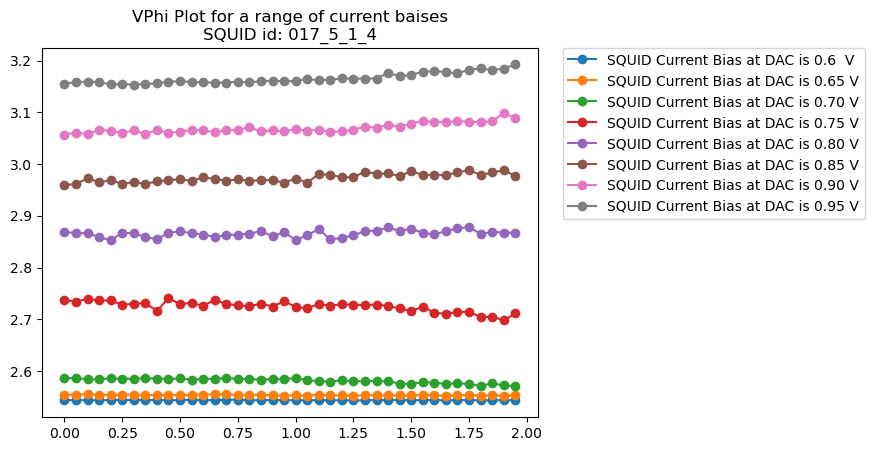 VPhi Plot for a range of current baises
SQUID id: 017_5_1_4
3.2
3.1
3.0
2.9
2.8
2.7
2.6
0.00 0.25 0.50 0.75 1.00 1.25 1.50 1.75 2.00
SQUID Current Bias at DAC is 0.6  V
SQUID Current Bias at DAC is 0.65 V
SQUID Current Bias at DAC is 0.70 V
SQUID Current Bias at DAC is 0.75 V
SQUID Current Bias at DAC is 0.80 V
SQUID Current Bias at DAC is 0.85 V
SQUID Current Bias at DAC is 0.90 V
SQUID Current Bias at DAC is 0.95 V